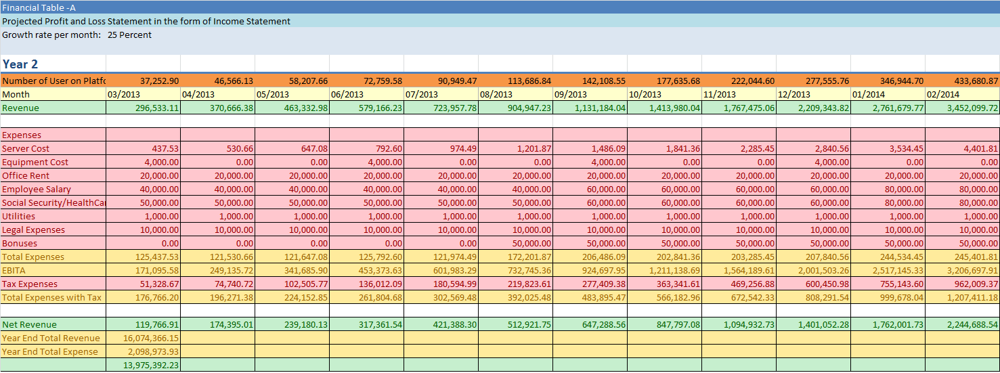 Financial Table -A
Projected Profit and Loss Statement in the form of Income Statement
Growth rate per month: 25 Percent
Year 2
Number of User on Platfo 37,252.90 46,566.13 58,207.66 72,759.58 90,949.47 113,686.84 142,108.55 177,635.68 222,044.60 277,555.76 346,944.70 433,680.87
Month 03/2013 04/2013 05/2013 06/2013 07/2013 08/2013 09/2013 10/2013 11/2013 12/2013 01/2014 02/2014
Revenue 296,533.11 370,666.38 463,332.98 579,166.23 723,957.78 904,947.23 1,131,184.04 1,413,980.04 1,767,475.06 2,209,343.82 2,761,679.77 3,452,099.72
Expenses
Server Cost 437.53 530.66 647.08 792.60 974.49 1,201.87 1,486.09 1,841.36 2,285.45 2,840.56 3,534.45 4,401.81
Equipment Cost 4,000.00 0.00 0.00 4,000.00 0.00 0.00 4,000.00 0.00 0.00 4,000.00 0.00 0.00
Office Rent 20,000.00 20,000.00 20,000.00 20,000.00 20,000.00 20,000.00 20,000.00 20,000.00 20,000.00 20,000.00 20,000.00 20,000.00
Employee Salary 40,000.00 40,000.00 40,000.00 40,000.00 40,000.00 40,000.00 60,000.00 60,000.00 60,000.00 60,000.00 80,000.00 80,000.00
Social Security/HealthCar 50,000.00 50,000.00 50,000.00 50,000.00 50,000.00 50,000.00 60,000.00 60,000.00 60,000.00 60,000.00 80,000.00 80,000.00
Utilities 1,000.00 1,000.00 1,000.00 1,000.00 1,000.00 1,000.00 1,000.00 1,000.00 1,000.00 1,000.00 1,000.00 1,000.00
Legal Expenses 10,000.00 10,000.00 10,000.00 10,000.00 10,000.00 10,000.00 10,000.00 10,000.00 10,000.00 10,000.00 10,000.00 10,000.00
Bonuses 0.00 0.00 0.00 0.00 0.00 50,000.00 50,000.00 50,000.00 50,000.00 50,000.00 50,000.00 50,000.00
Total Expenses 125,437.53 121,530.66 121,647.08 125,792.60 121,974.49 172,201.87 206,486.09 202,841.36 203,285.45 207,840.56 244,534.45 245,401.81
EBITA 171,095.58 249,135.72 341,685.90 453,373.63 601,983.29 732,745.36 924,697.95 1,211,138.69 1,564,189.61 2,001,503.26 2,517,145.33 3,206,697.91
Tax Expenses 51,328.67 74,740.72 102,505.77 136,012.09 180,594.99 219,823.61 277,409.38 363,341.61 469,256.88 600,450.98 755,143.60 962,009.37
Total Expenses with Tax 176,766.20 196,271.38 224,152.85 261,804.68 302,569.48 392,025.48 483,895.47 566,182.96 672,542.33 808,291.54 999,678.04 1,207,411.18
Net Revenue 119,766.91 174,395.01 239,180.13 317,361.54 421,388.30 512,921.75 647,288.56 847,797.08 1,094,932.73 1,401,052.28 1,762,001.73 2,244,688.54
Year End Total Revenue 16,074,366.15
Year End Total Expense 2,098,973.93
13,975,392.23